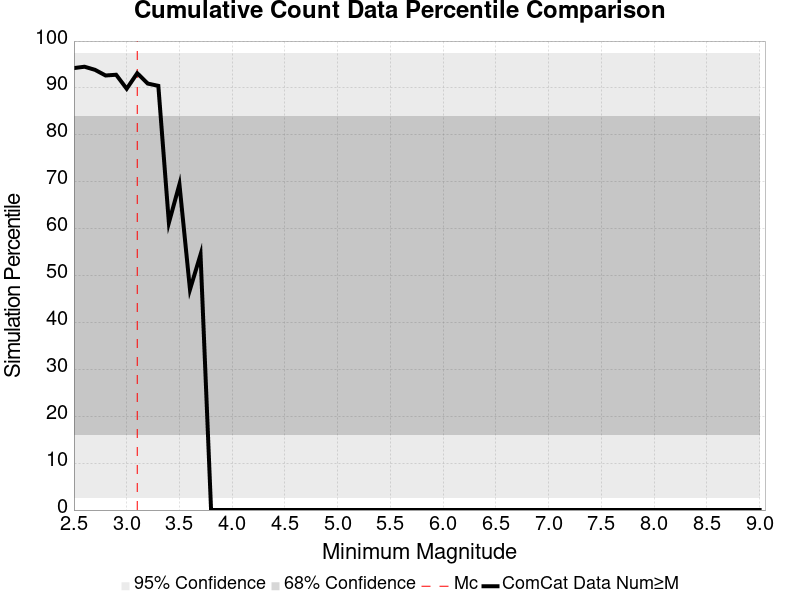 Cumulative Count Data Percentile Comparison
100
90
80
70
60
50
40
30
20
10
0
Simulation Percentile
2.5 3.0 3.5 4.0 4.5 5.0 5.5 6.0 6.5 7.0 7.5 8.0 8.5 9.0
Minimum Magnitude
95% Confidence 68% Confidence Mc ComCat Data Num≥M